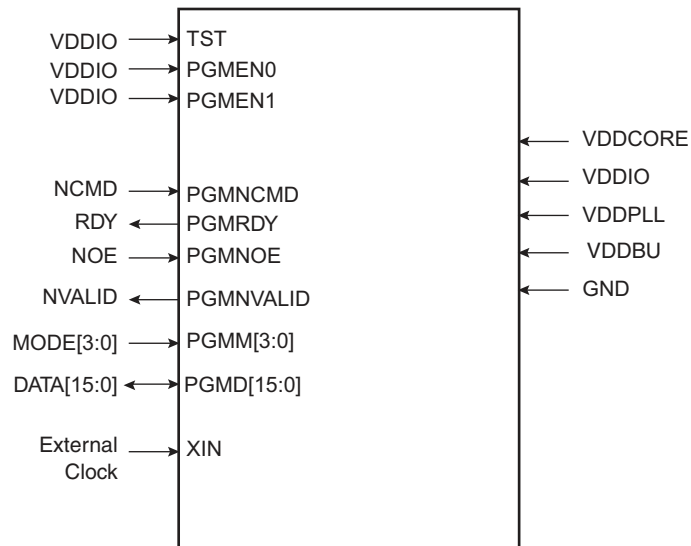 VDDIO TST
VDDIO PGMEN0
VDDIO PGMEN1
VDDCORE
VDDIO
NCMD PGMNCMD
VDDPLL
RDY PGMRDY
VDDBU
NOE PGMNOE
GND
NVALID PGMNVALID
MODE[3:0] PGMM[3:0]
DATA[15:0] PGMD[15:0]
External XIN
Clock